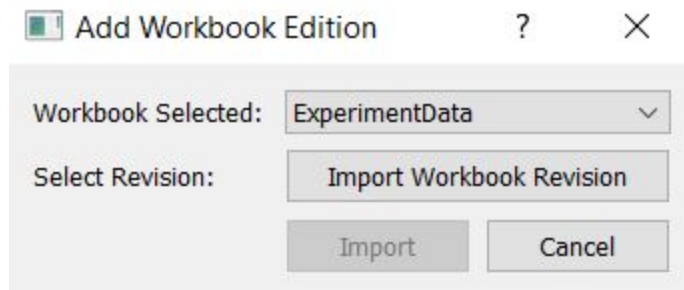 Add Workbook Edition ?
Workbook Selected: ExperimentData
Select Revision: Import Workbook Revision
Import Cancel